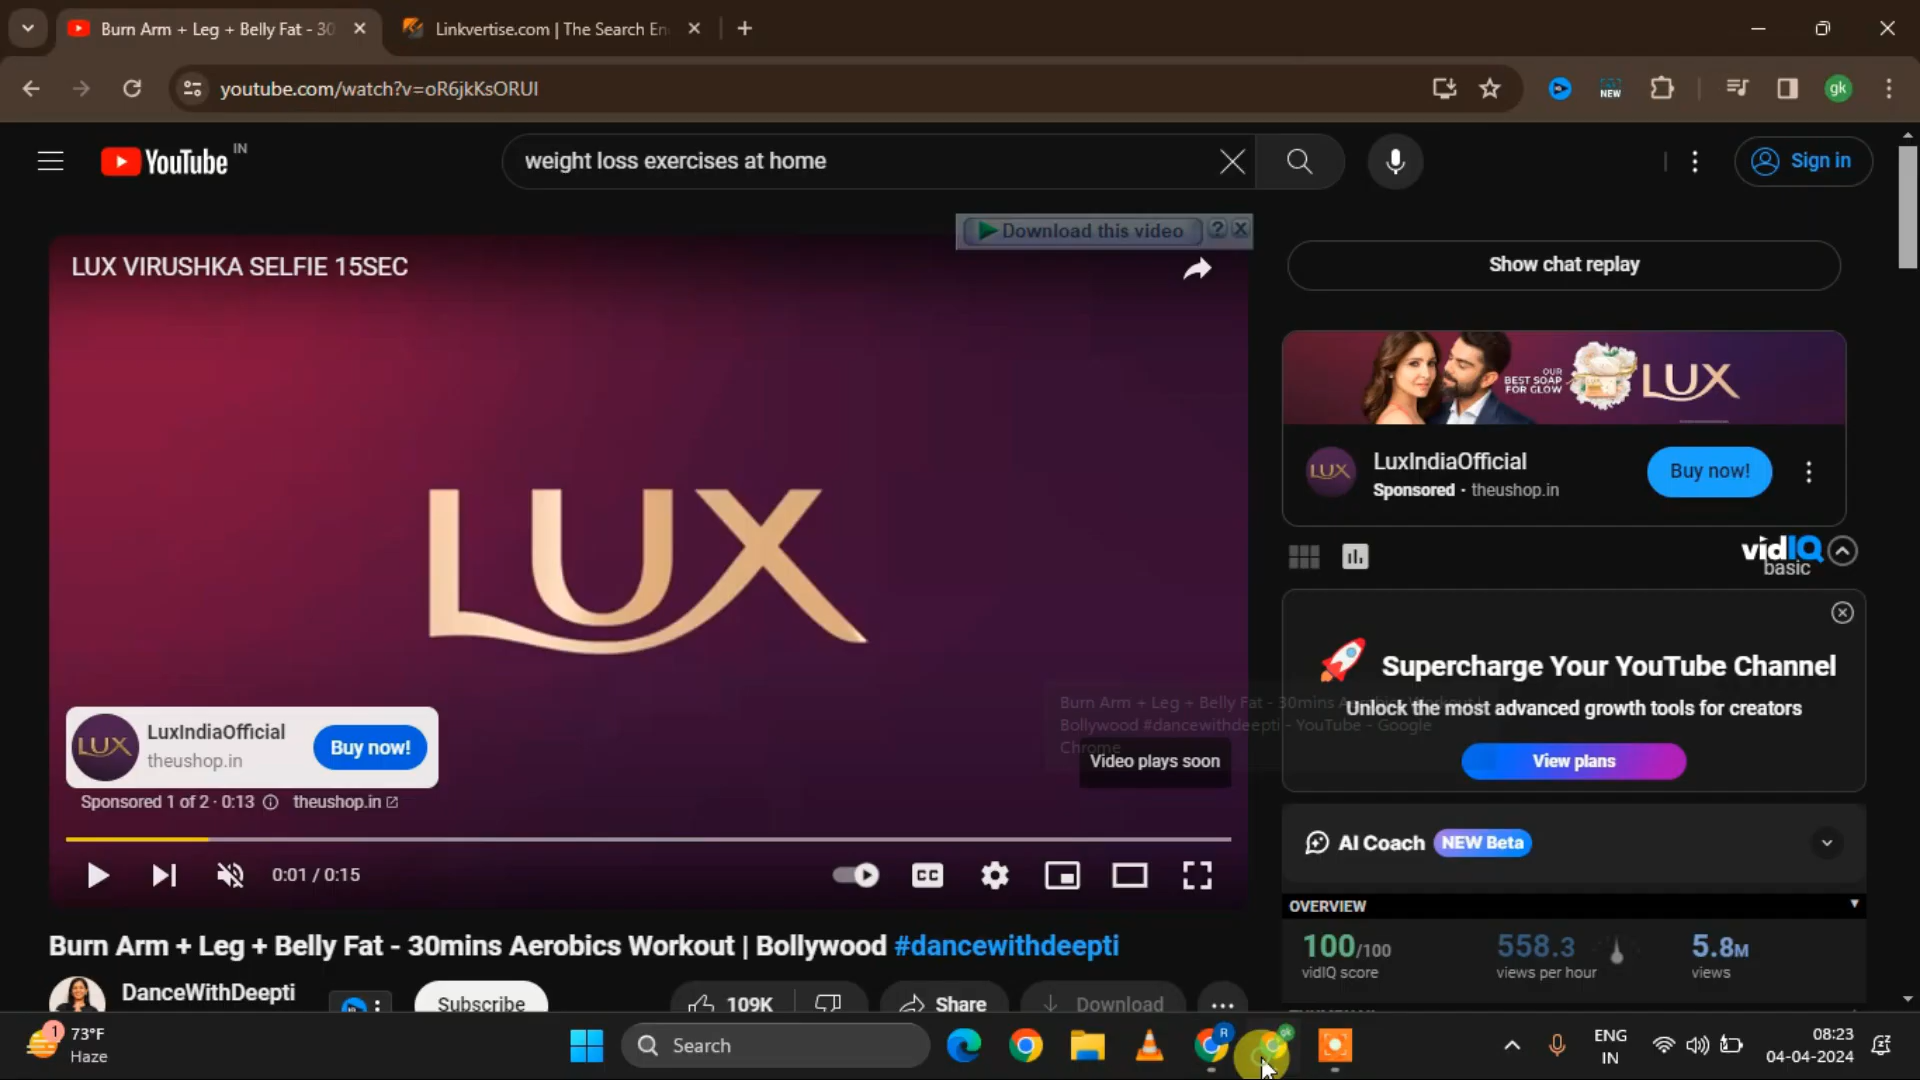 Burn Arm + Leg + Belly Fat - 30
Linkvertise.com | The Search En
youtube.com/watch?v=oR6jkKsORUI
NEW
gk
YouTube IN
weight loss exercises at home
Sign in
Download this video ?
LUX VIRUSHKA SELFIE 15SEC
Show chat replay
OUR BEST SOAP FOR GLOW
LUX
LUX
LUX
LuxIndiaOfficial
Sponsored · theushop.in
Buy now!
vidIQ
basic
Supercharge Your YouTube Channel
Unlock the most advanced growth tools for creators
View plans
Burn Arm + Leg + Belly Fat - 30mins Aerobics Workout |
Bollywood #dancewithdeepti - YouTube - Google
Chrome
Video plays soon
LUX
LuxIndiaOfficial
theushop.in
Buy now!
Sponsored 1 of 2 · 0:13 theushop.in
0:01 / 0:15
CC
AI Coach NEW Beta
OVERVIEW
100/100 558.3 5.8M
vidIQ score views per hour views
Burn Arm + Leg + Belly Fat - 30mins Aerobics Workout | Bollywood #dancewithdeepti
DanceWithDeepti
Subscribe
109K
Share
Download
1
73°F
Haze
Search
R
gk
ENG
IN
08:23
04-04-2024